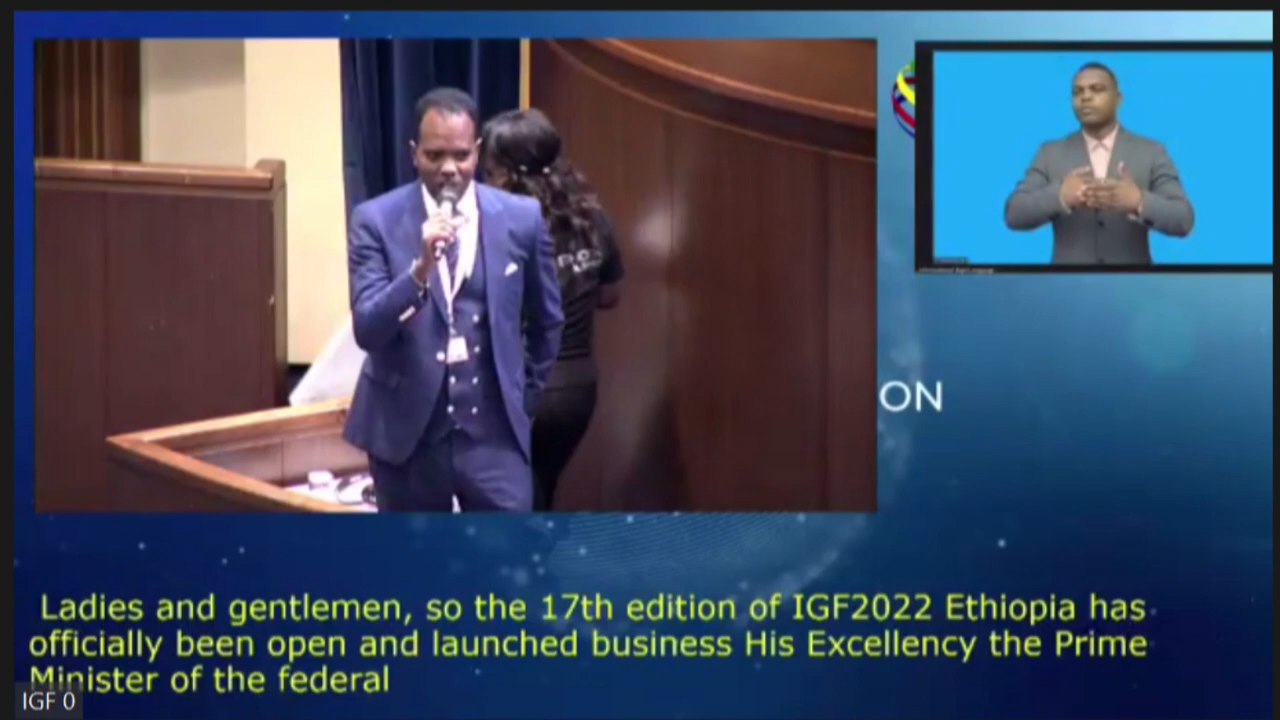 ON
Ladies and gentlemen, so the 17th edition of IGF2022 Ethiopia has
officially been open and launched business His Excellency the Prime
Minister of the federal
IGF 0